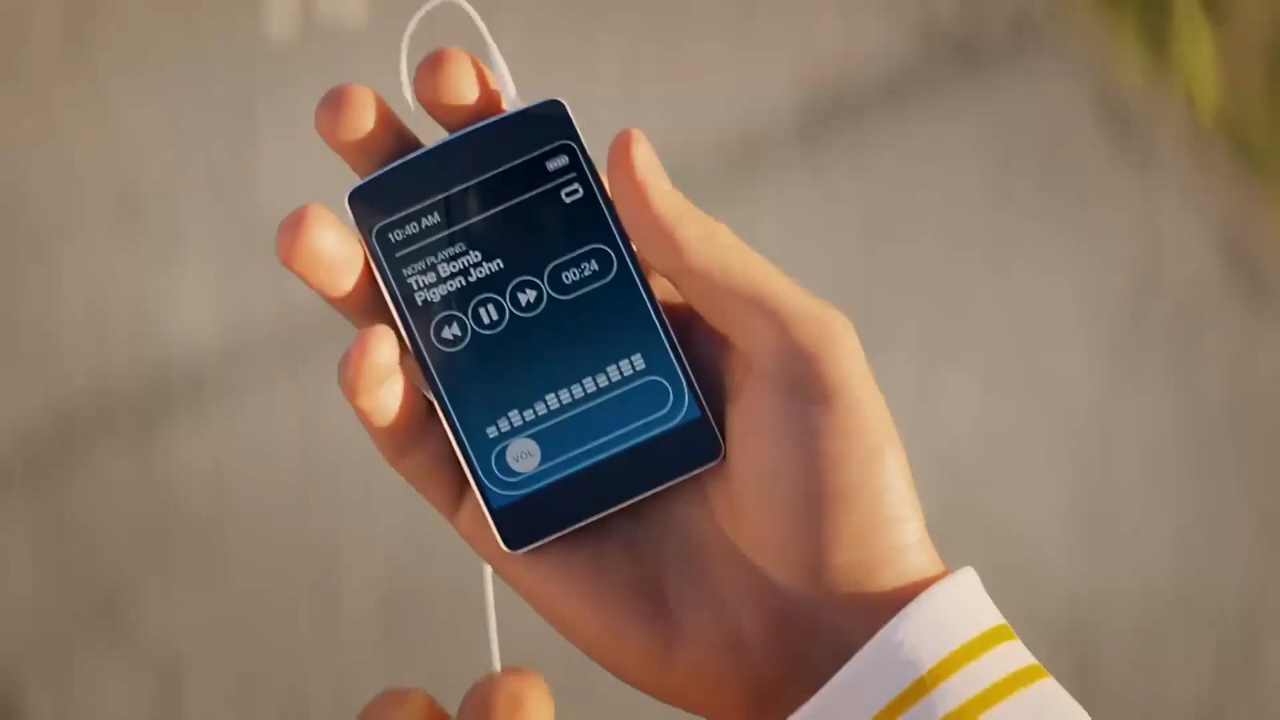 10:40 AM
NOW PLAYING:
The Bomb
Pigeon John
00:24
VOL